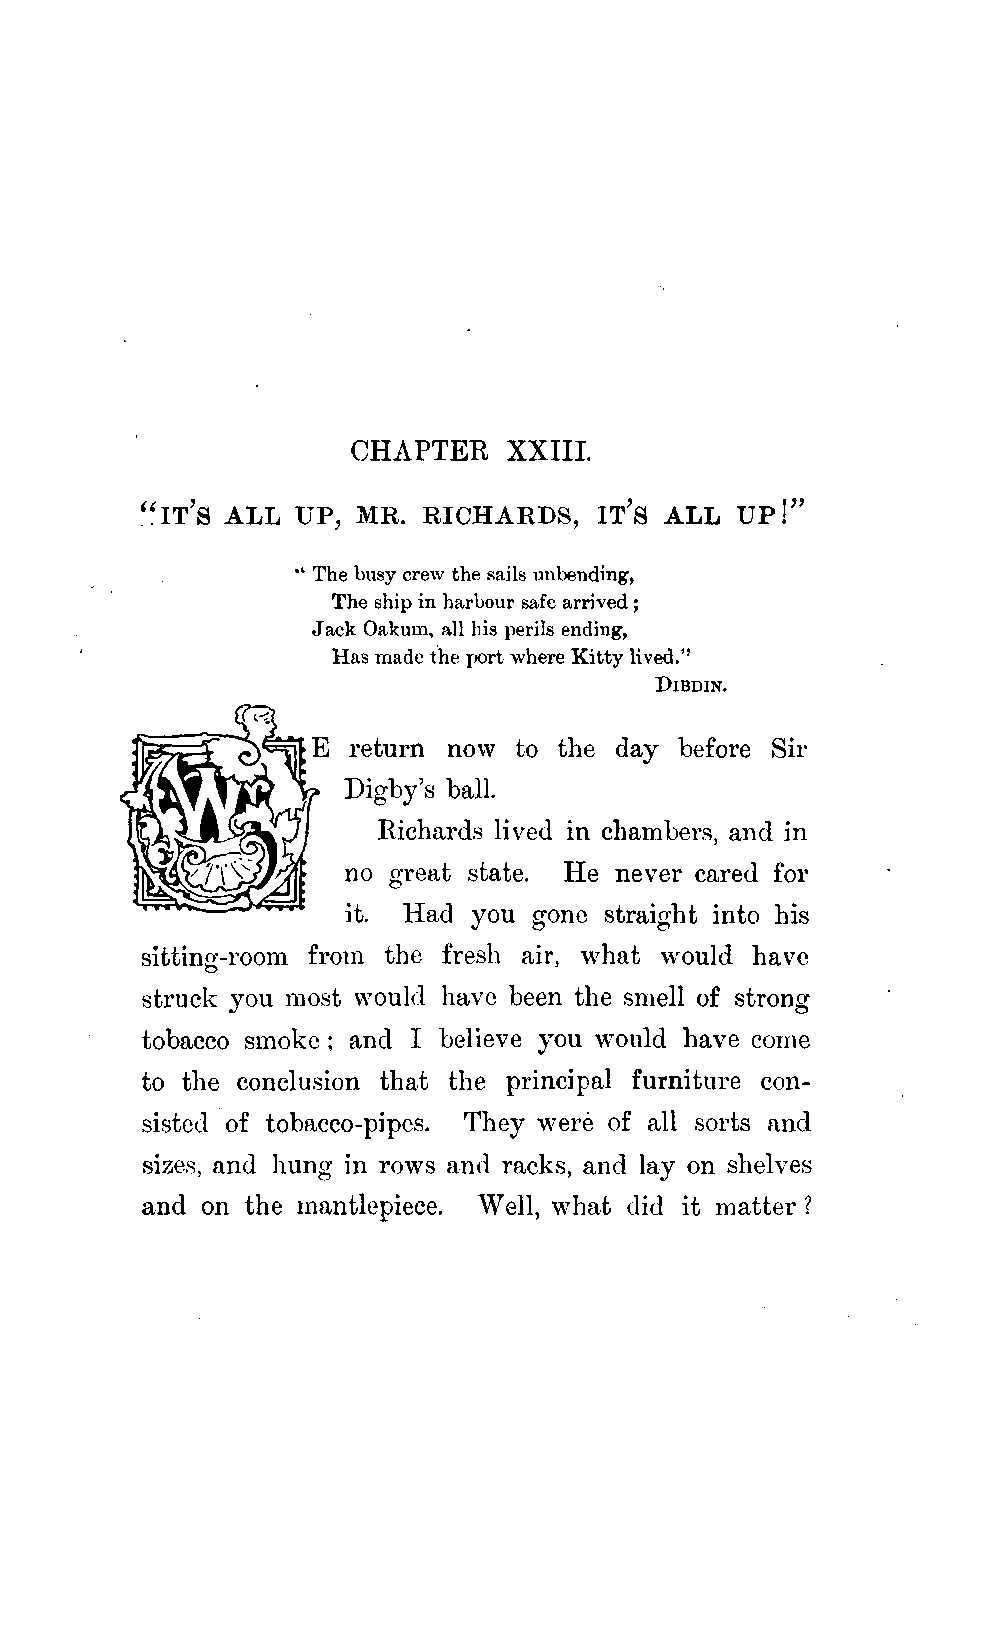 CHAPTER XXIII.
"IT'S ALL UP, MR. RICHARDS, IT'S ALL UP!"
"The busy crew the sails unbending,
The ship in harbour safe arrived;
Jack Oakum, all his perils ending,
Has made the port where Kitty lived."
DIBDIN.
WE return now to the day before Sir
Digby's ball.
Richards lived in chambers, and in
no great state. He never cared for
it. Had you gone straight into his
sitting-room from the fresh air, what would have
struck you most would have been the smell of strong
tobacco smoke; and I believe you would have come
to the conclusion that the principal furniture con-
sisted of tobacco-pipes. They were of all sorts and
sizes, and hung in rows and racks, and lay on shelves
and on the mantlepiece. Well, what did it matter?